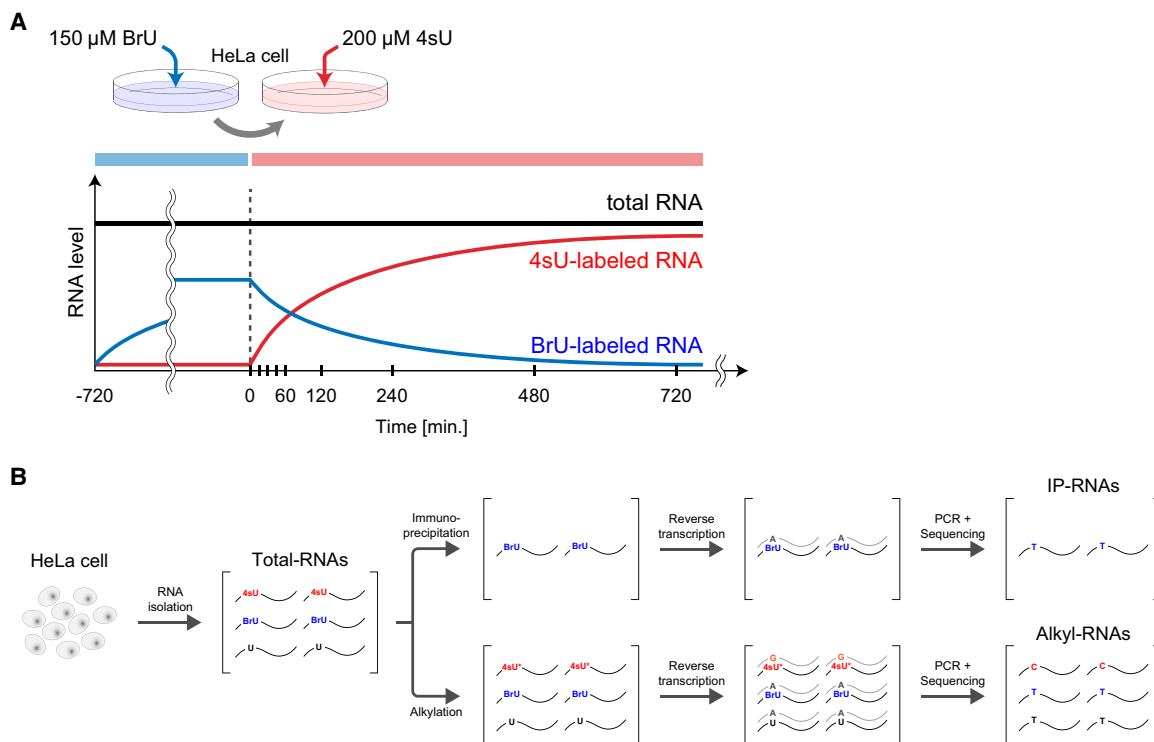 A
150 µM BrU
HeLa cell
200 µM 4sU
RNA level
total RNA
4sU-labeled RNA
BrU-labeled RNA
-720
0
60
120
240
480
720
Time [min.]
B
HeLa cell
RNA
isolation
Total-RNAs
4sU 4sU
BrU BrU
U U
Immuno-
precipitation
BrU BrU
Reverse
transcription
A A
BrU BrU
PCR +
Sequencing
IP-RNAs
T T
Alkylation
4sU* 4sU*
BrU BrU
U U
Reverse
transcription
G G
4sU* 4sU*
A A
BrU BrU
A A
U U
PCR +
Sequencing
Alkyl-RNAs
C C
T T
T T